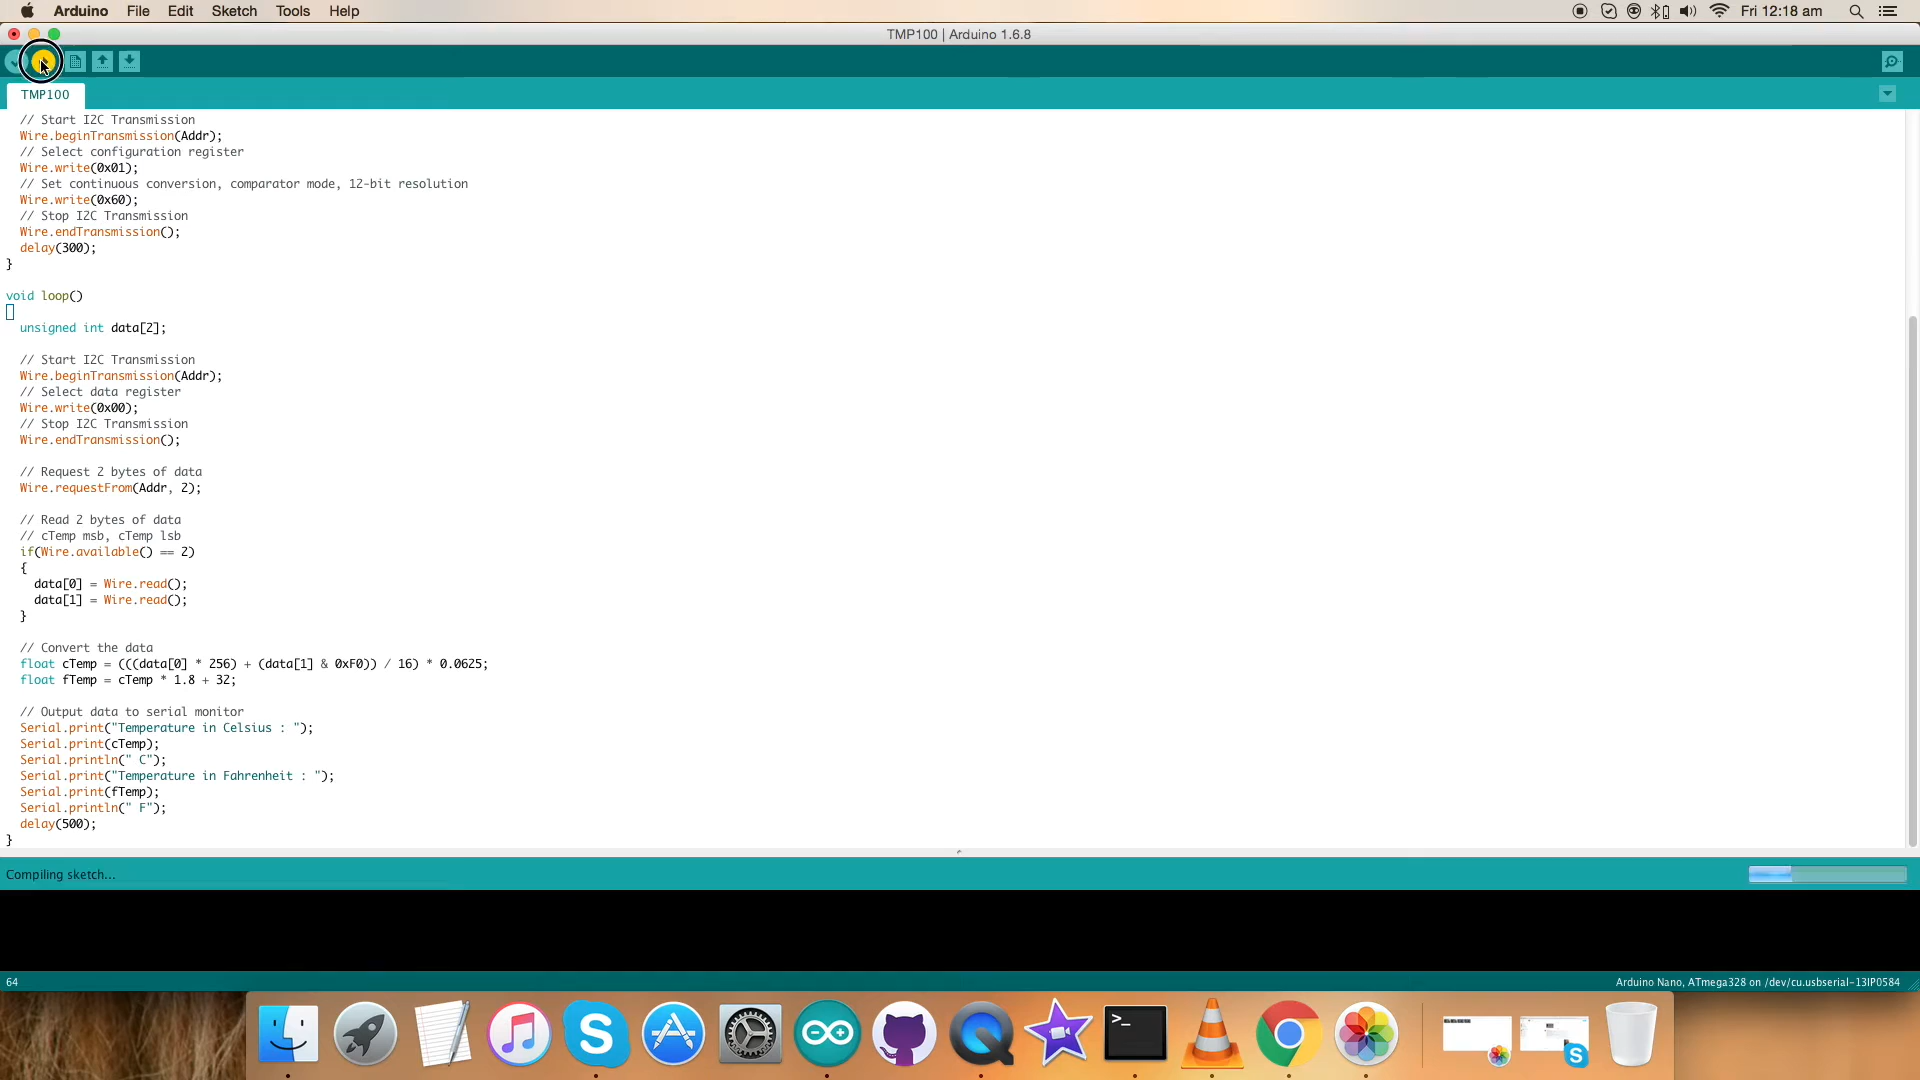 Arduino File Edit Sketch Tools Help Fri 12:18 am
TMP100 | Arduino 1.6.8
TMP100
// Start I2C Transmission
Wire.beginTransmission(Addr);
// Select configuration register
Wire.write(0x01);
// Set continuous conversion, comparator mode, 12-bit resolution
Wire.write(0x60);
// Stop I2C Transmission
Wire.endTransmission();
delay(300);
}
void loop()
unsigned int data[2];
// Start I2C Transmission
Wire.beginTransmission(Addr);
// Select data register
Wire.write(0x00);
// Stop I2C Transmission
Wire.endTransmission();
// Request 2 bytes of data
Wire.requestFrom(Addr, 2);
// Read 2 bytes of data
// cTemp msb, cTemp lsb
if(Wire.available() == 2)
{
data[0] = Wire.read();
data[1] = Wire.read();
}
// Convert the data
float cTemp = (((data[0] * 256) + (data[1] & 0xF0)) / 16) * 0.0625;
float fTemp = cTemp * 1.8 + 32;
// Output data to serial monitor
Serial.print("Temperature in Celsius : ");
Serial.print(cTemp);
Serial.println(" C");
Serial.print("Temperature in Fahrenheit : ");
Serial.print(fTemp);
Serial.println(" F");
delay(500);
}
Compiling sketch...
64 Arduino Nano, ATmega328 on /dev/cu.usbserial-13IP0584